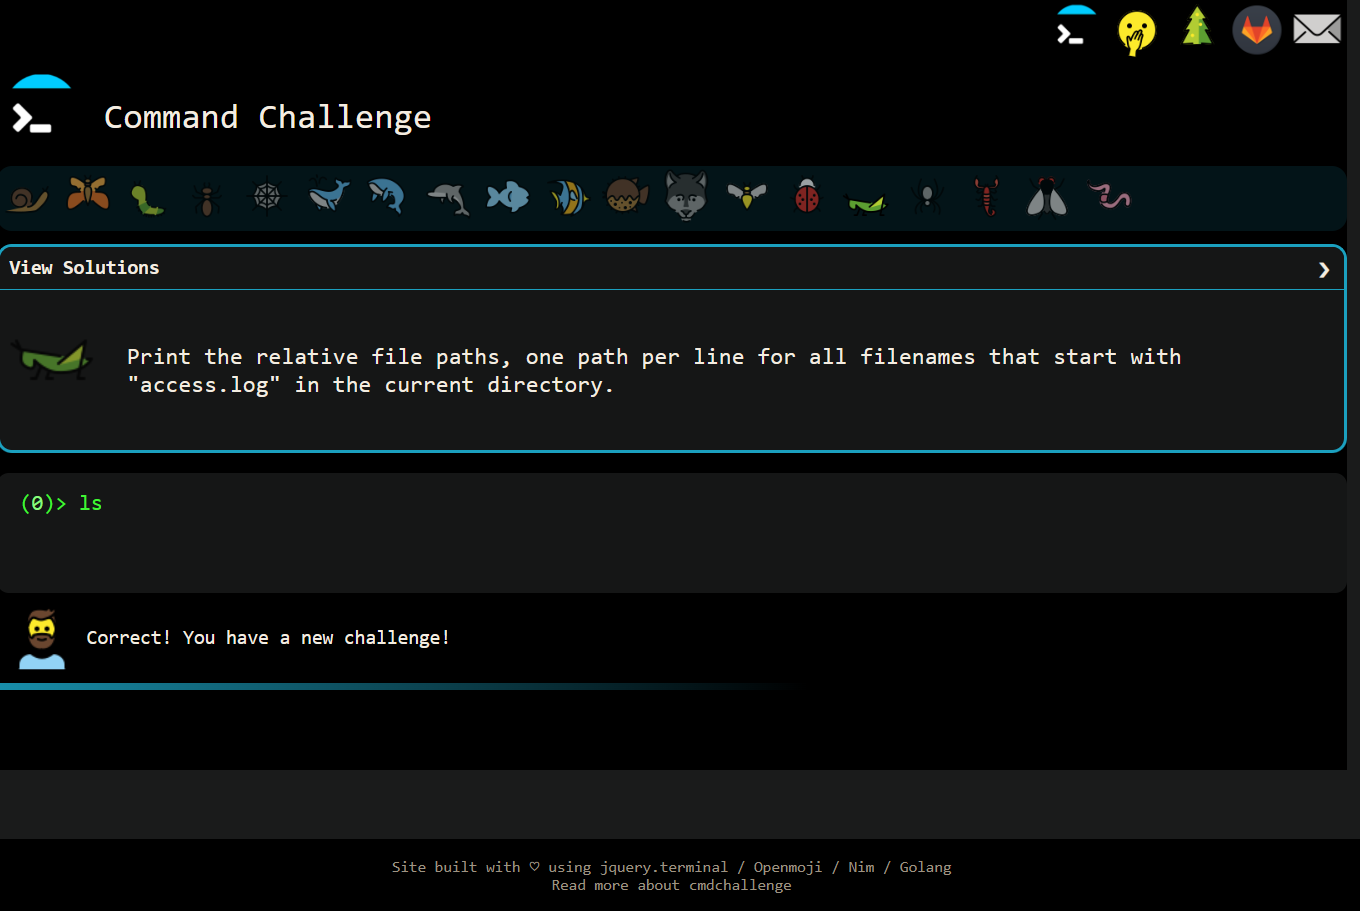 Command Challenge
View Solutions
Print the relative file paths, one path per line for all filenames that start with
"access.log" in the current directory.
(0)> ls
Correct! You have a new challenge!
Site built with ♡ using jquery.terminal / Openmoji / Nim / Golang
Read more about cmdchallenge